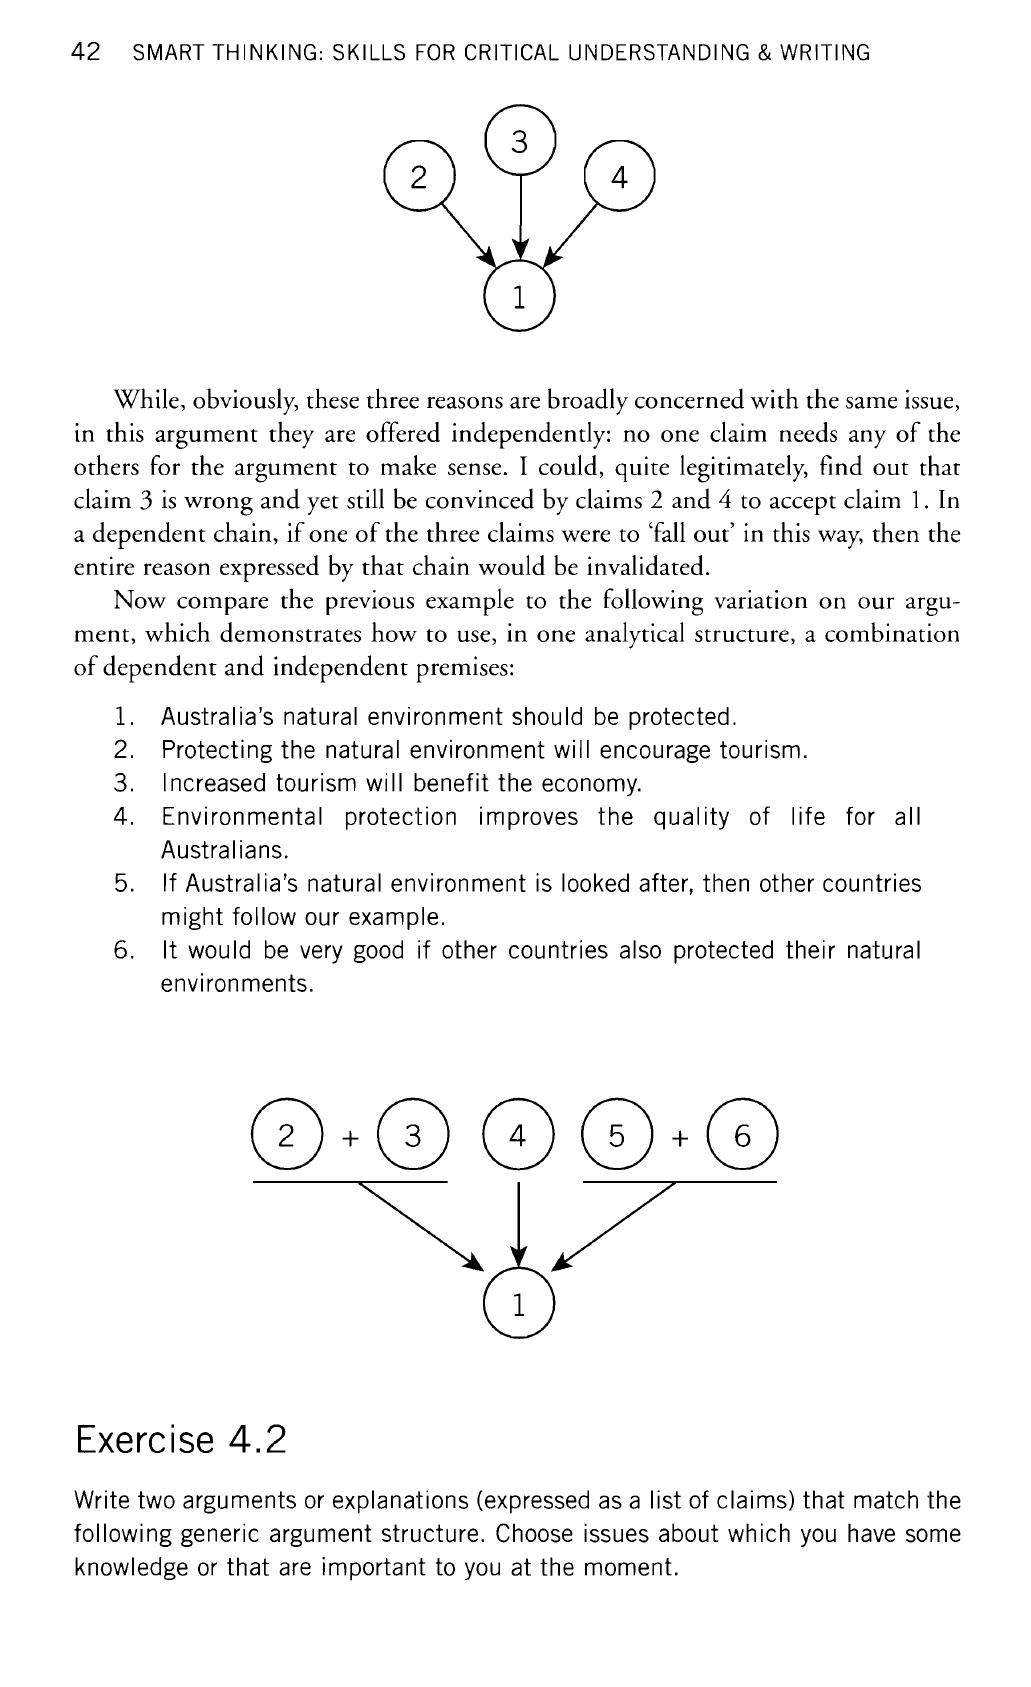 42 SMART THINKING: SKILLS FOR CRITICAL UNDERSTANDING & WRITING
3
2
4
1
While, obviously, these three reasons are broadly concerned with the same issue,
in this argument they are offered independently: no one claim needs any of the
others for the argument to make sense. I could, quite legitimately, find out that
claim 3 is wrong and yet still be convinced by claims 2 and 4 to accept claim 1. In
a dependent chain, if one of the three claims were to 'fall out' in this way, then the
entire reason expressed by that chain would be invalidated.
Now compare the previous example to the following variation on our argu-
ment, which demonstrates how to use, in one analytical structure, a combination
of dependent and independent premises:
1. Australia's natural environment should be protected.
2. Protecting the natural environment will encourage tourism.
3. Increased tourism will benefit the economy.
4. Environmental protection improves the quality of life for all
Australians.
5. If Australia's natural environment is looked after, then other countries
might follow our example.
6. It would be very good if other countries also protected their natural
environments.
2 + 3 4 5 + 6
1
Exercise 4.2
Write two arguments or explanations (expressed as a list of claims) that match the
following generic argument structure. Choose issues about which you have some
knowledge or that are important to you at the moment.